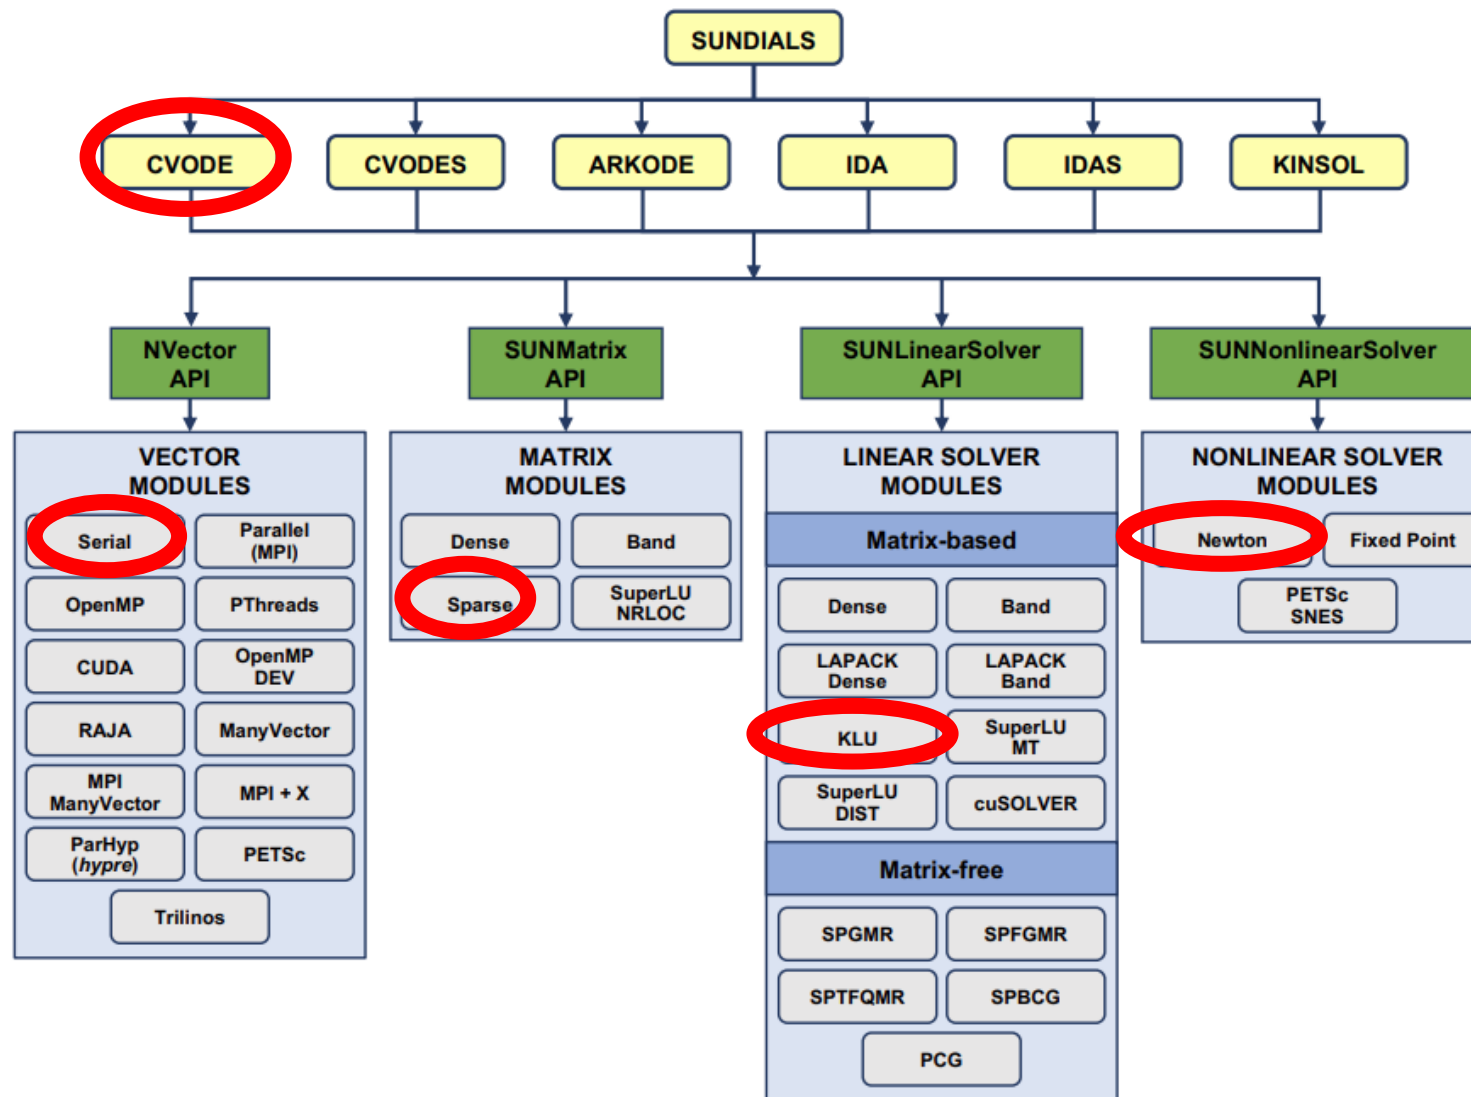 SUNDIALS
CVODE
CVODES
ARKODE
IDA
IDAS
KINSOL
NVector
API
SUNMatrix
API
SUNLinearSolver
API
SUNNonlinearSolver
API
VECTOR
MODULES
Serial
Parallel
(MPI)
OpenMP
PThreads
CUDA
OpenMP
DEV
RAJA
ManyVector
MPI
ManyVector
MPI + X
ParHyp
(hypre)
PETSc
Trilinos
MATRIX
MODULES
Dense
Band
Sparse
SuperLU
NRLOC
LINEAR SOLVER
MODULES
Matrix-based
Dense
Band
LAPACK
Dense
LAPACK
Band
KLU
SuperLU
MT
SuperLU
DIST
cuSOLVER
Matrix-free
SPGMR
SPFGMR
SPTFQMR
SPBCG
PCG
NONLINEAR SOLVER
MODULES
Newton
Fixed Point
PETSc
SNES